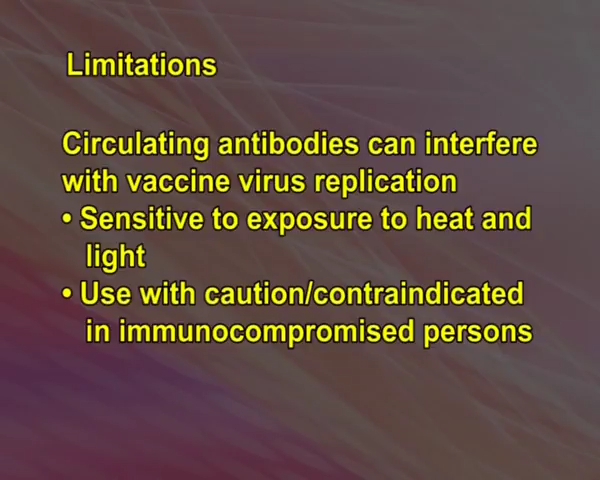 Limitations
Circulating antibodies can interfere
with vaccine virus replication
• Sensitive to exposure to heat and
light
• Use with caution/contraindicated
in immunocompromised persons